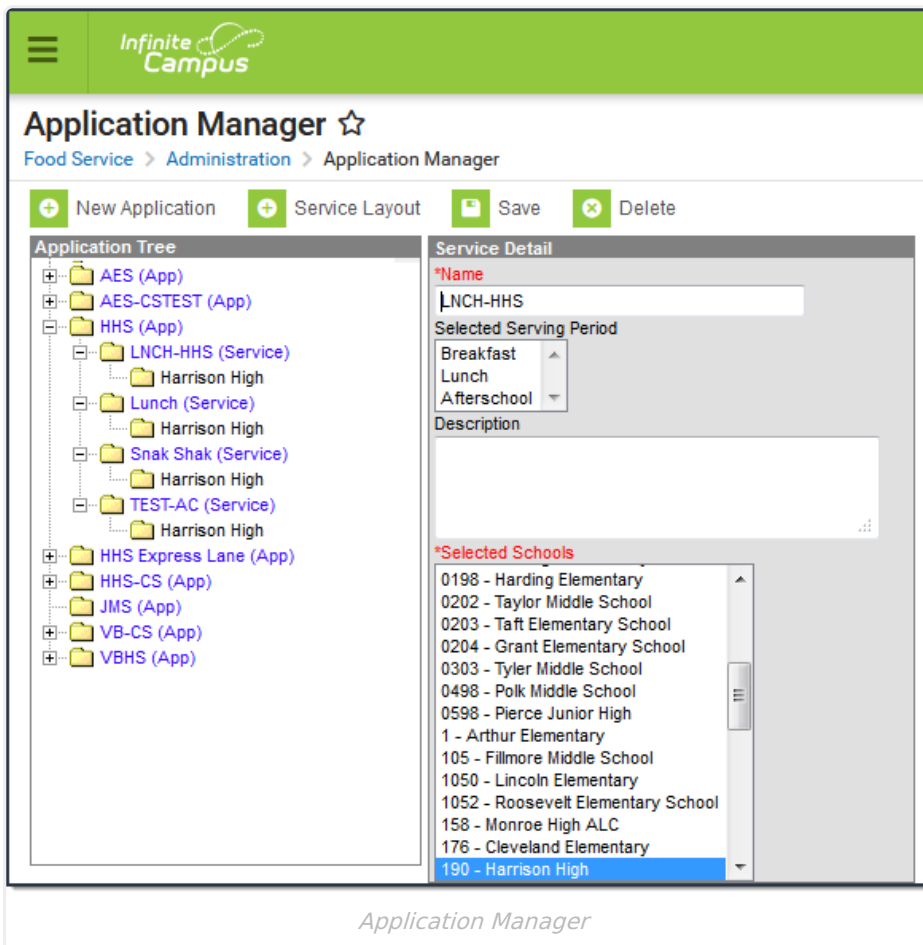 Infinite
Campus
Application Manager
Food Service > Administration > Application Manager
New Application
Service Layout
Save
Delete
Application Tree
AES (App)
AES-CSTEST (App)
HHS (App)
LNCH-HHS (Service)
Harrison High
Lunch (Service)
Harrison High
Snak Shak (Service)
Harrison High
TEST-AC (Service)
Harrison High
HHS Express Lane (App)
HHS-CS (App)
JMS (App)
VB-CS (App)
VBHS (App)
Service Detail
*Name
LNCH-HHS
Selected Serving Period
Breakfast
Lunch
Afterschool
Description
*Selected Schools
0198 - Harding Elementary
0202 - Taylor Middle School
0203 - Taft Elementary School
0204 - Grant Elementary School
0303 - Tyler Middle School
0498 - Polk Middle School
0598 - Pierce Junior High
1 - Arthur Elementary
105 - Fillmore Middle School
1050 - Lincoln Elementary
1052 - Roosevelt Elementary School
158 - Monroe High ALC
176 - Cleveland Elementary
190 - Harrison High
Application Manager